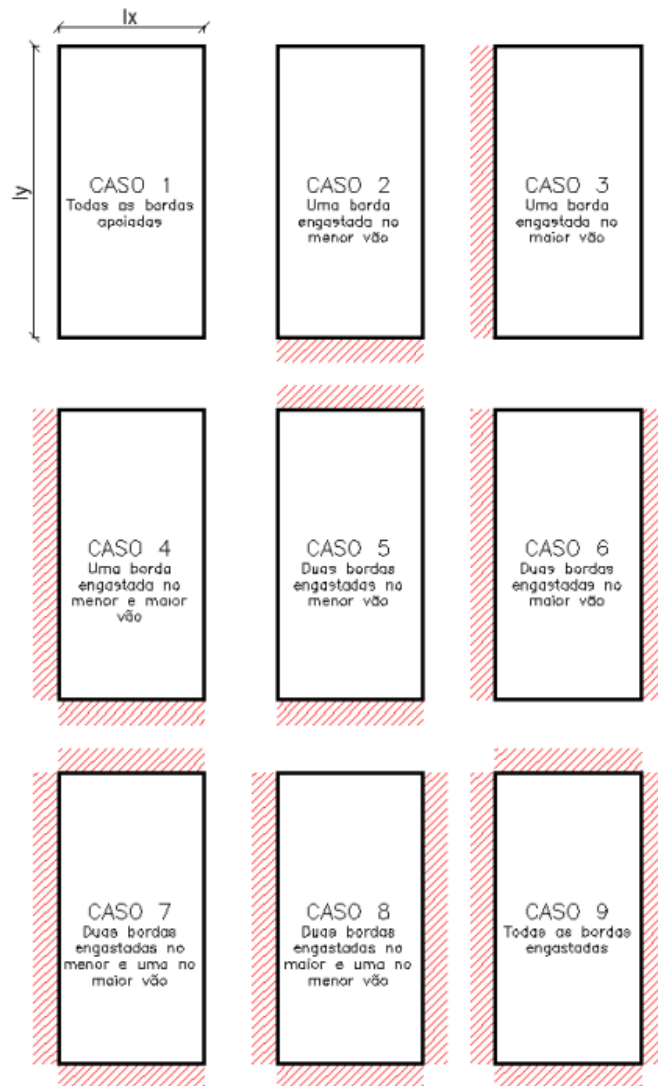 lx
ly
CASO 1
Todas as bordas
apoiadas
CASO 2
Uma borda
engastada no
menor vão
CASO 3
Uma borda
engastada no
maior vão
CASO 4
Uma borda
engastada no
menor e maior
vão
CASO 5
Duas bordas
engastadas no
menor vão
CASO 6
Duas bordas
engastadas no
maior vão
CASO 7
Duas bordas
engastadas no
menor e uma no
maior vão
CASO 8
Duas bordas
engastadas no
maior e uma no
menor vão
CASO 9
Todas as bordas
engastadas